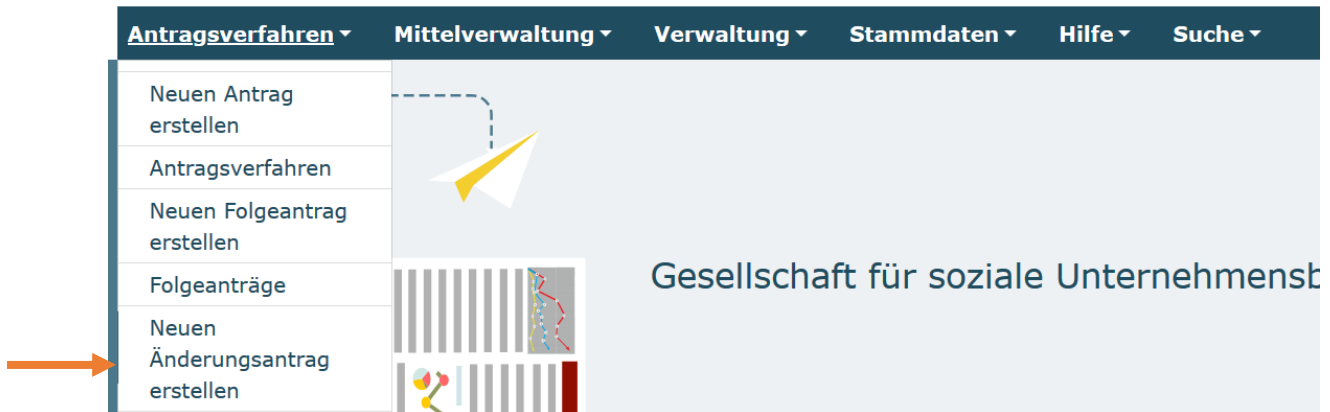 Antragsverfahren Mittelverwaltung Verwaltung Stammdaten Hilfe Suche
Neuen Antrag
erstellen
Antragsverfahren
Neuen Folgeantrag
erstellen
Folgeanträge
Neuen
Änderungsantrag
erstellen
Gesellschaft für soziale Unternehmensb